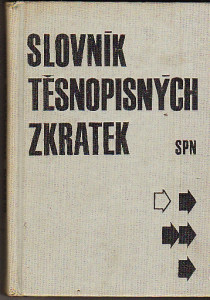 SLOVNÍK
TĚSNOPISNÝCH
ZKRATEK
SPN